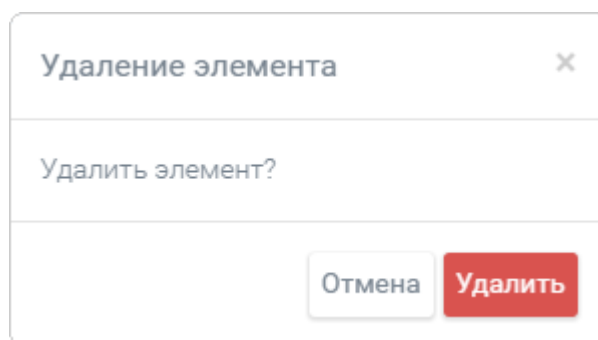 Удаление элемента
Удалить элемент?
Отмена Удалить